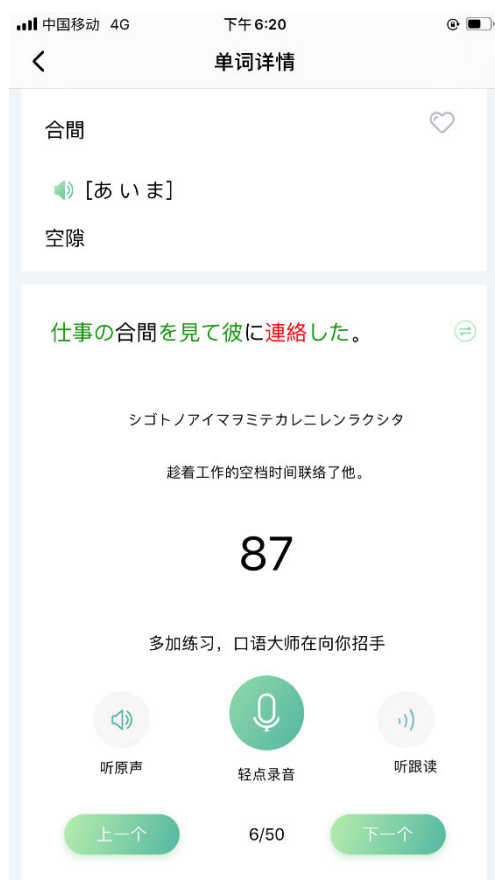 中国移动 4G 下午6:20
单词详情
合間
[あいま]
空隙
仕事の合間を見て彼に連絡した。
シゴトノアイマヲミテカレニレンラクシタ
趁着工作的空档时间联络了他。
87
多加练习，口语大师在向你招手
听原声 轻点录音 听跟读
上一个 6/50 下一个